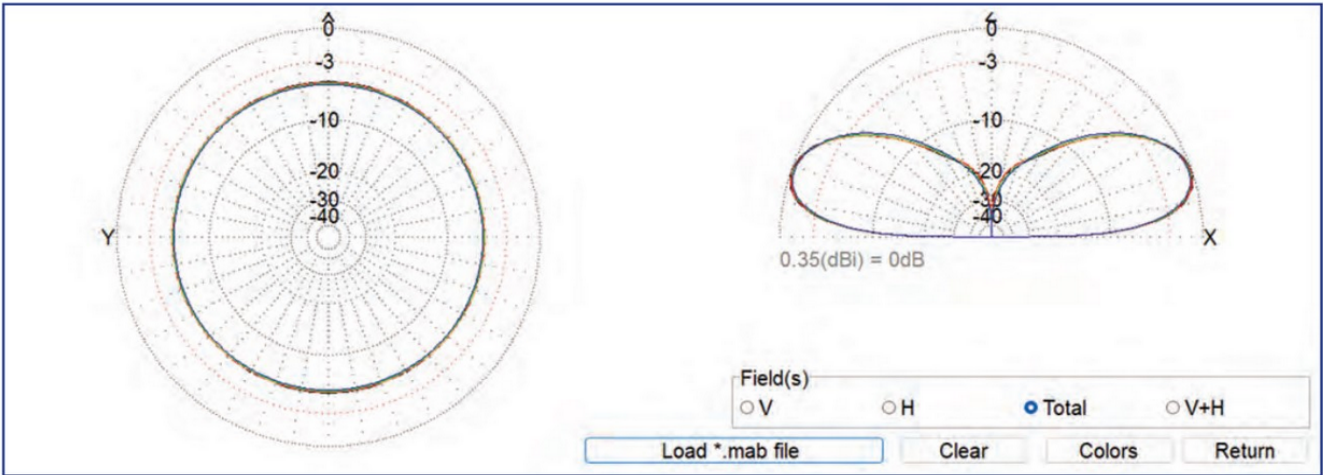 0
-3
-10
-20
-30
-40
Y
0
-3
-10
-20
-30
-40
X
0.35(dBi) = 0dB
Field(s)
V H Total V+H
Load *.mab file Clear Colors Return